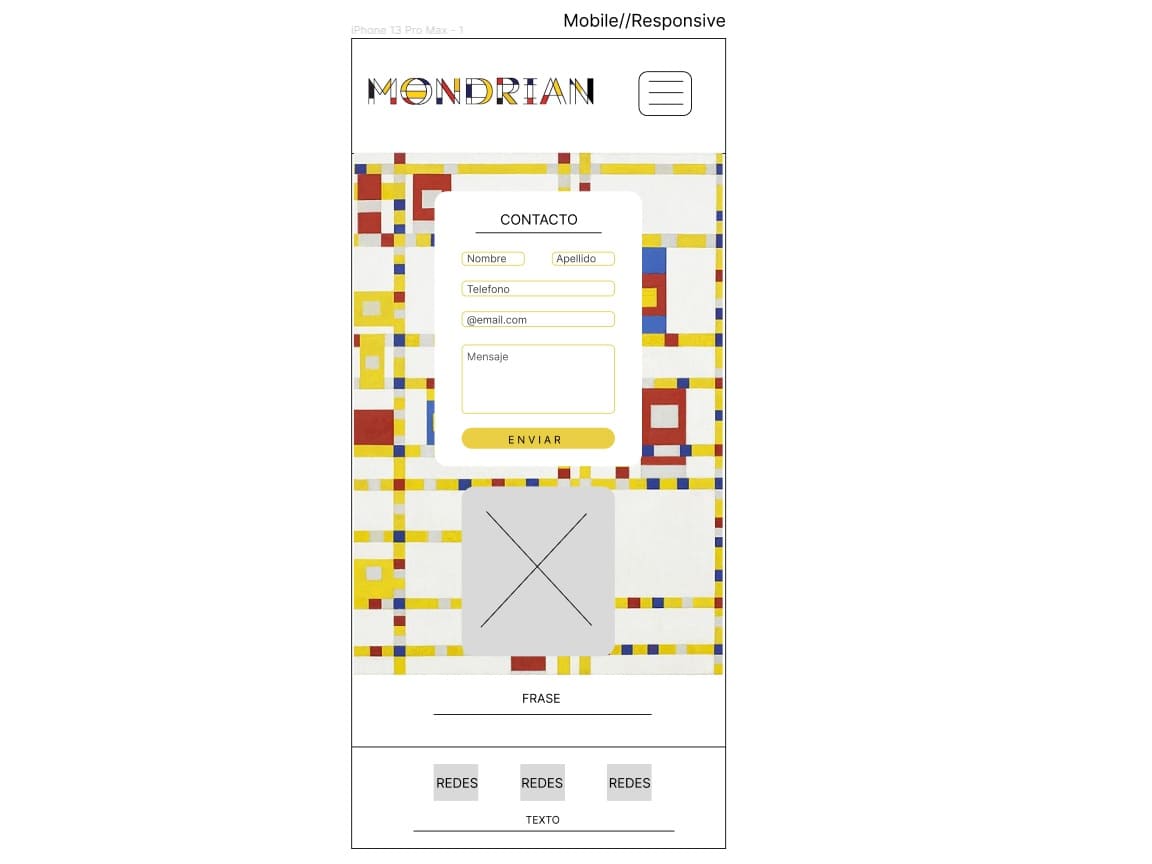 Mobile//Responsive
iPhone 13 Pro Max - 1
MONDRIAN
CONTACTO
Nombre Apellido
Telefono
@email.com
Mensaje
ENVIAR
FRASE
REDES REDES REDES
TEXTO